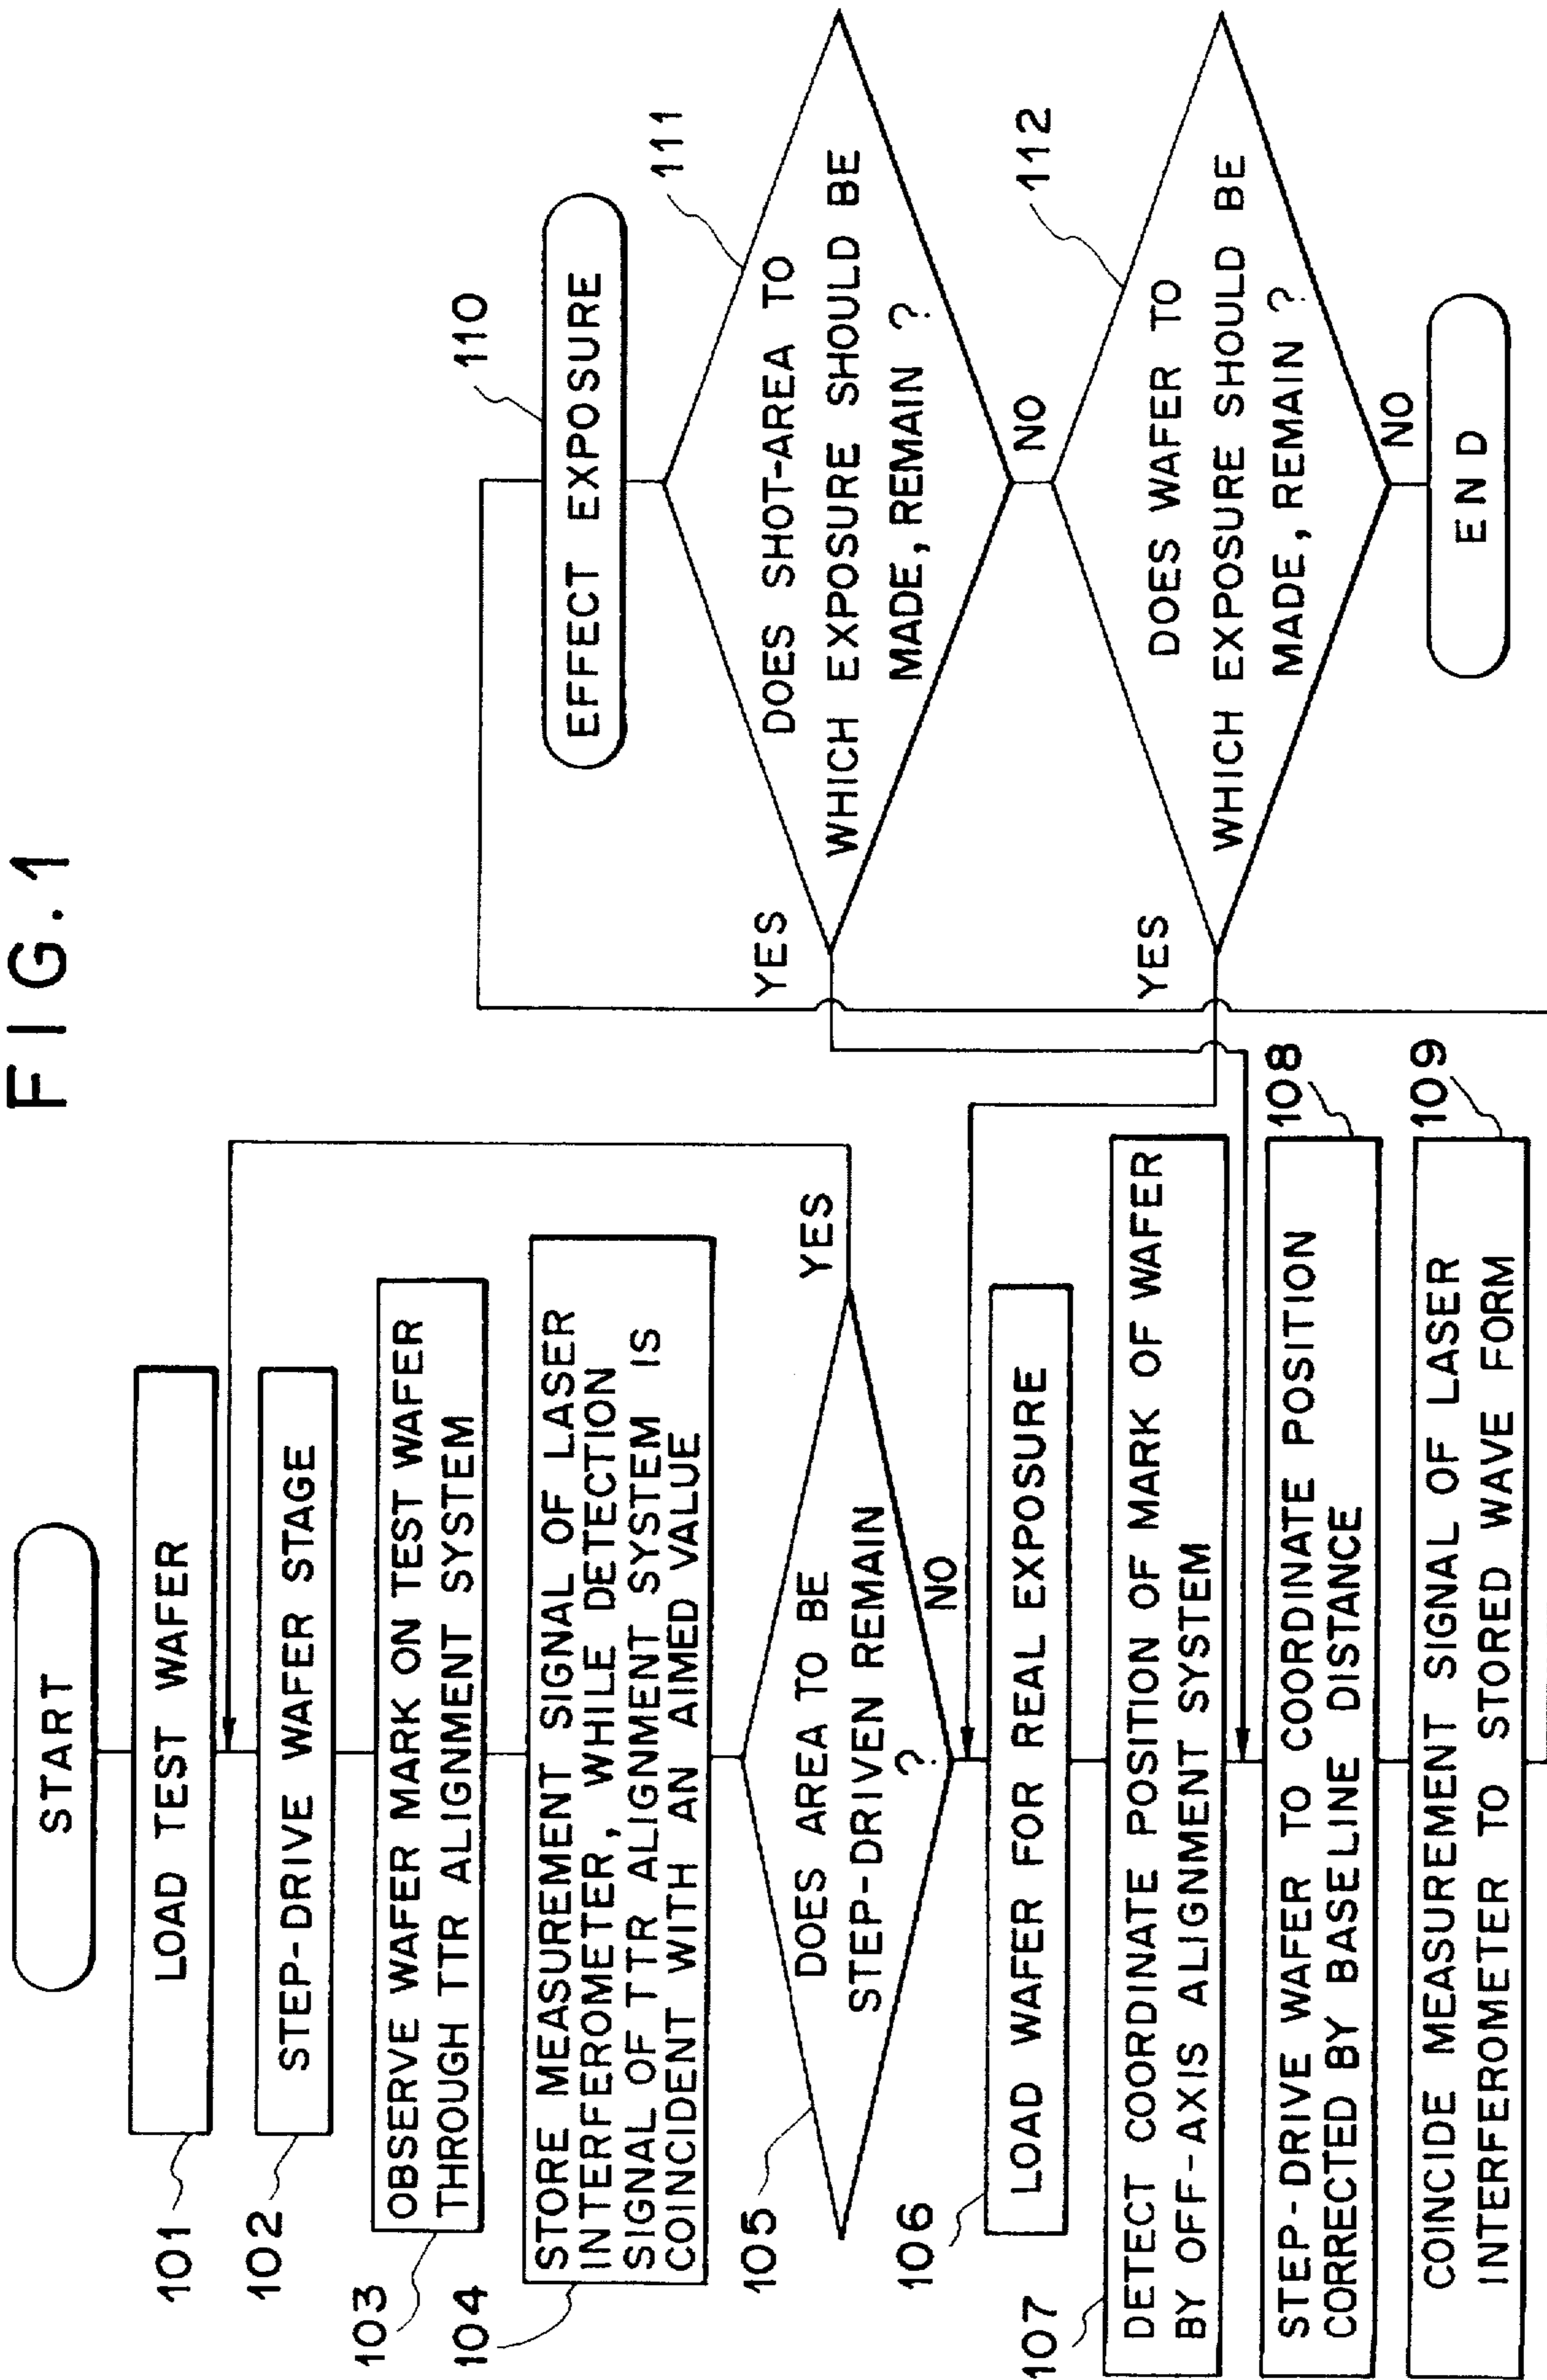 FIG.1
START
101
LOAD TEST WAFER
102
STEP-DRIVE WAFER STAGE
103
OBSERVE WAFER MARK ON TEST WAFER
THROUGH TTR ALIGNMENT SYSTEM
104
STORE MEASUREMENT SIGNAL OF LASER
INTERFEROMETER, WHILE DETECTION
SIGNAL OF TTR ALIGNMENT SYSTEM IS
COINCIDENT WITH AN AIMED VALUE
105
DOES AREA TO BE
STEP-DRIVEN REMAIN
?
YES
NO
106
LOAD WAFER FOR REAL EXPOSURE
107
DETECT COORDINATE POSITION OF MARK OF WAFER
BY OFF-AXIS ALIGNMENT SYSTEM
108
STEP-DRIVE WAFER TO COORDINATE POSITION
CORRECTED BY BASELINE DISTANCE
109
COINCIDE MEASUREMENT SIGNAL OF LASER
INTERFEROMETER TO STORED WAVE FORM
110
EFFECT EXPOSURE
111
DOES SHOT-AREA TO
WHICH EXPOSURE SHOULD BE
MADE, REMAIN ?
YES
NO
112
DOES WAFER TO
WHICH EXPOSURE SHOULD BE
MADE, REMAIN ?
YES
NO
END